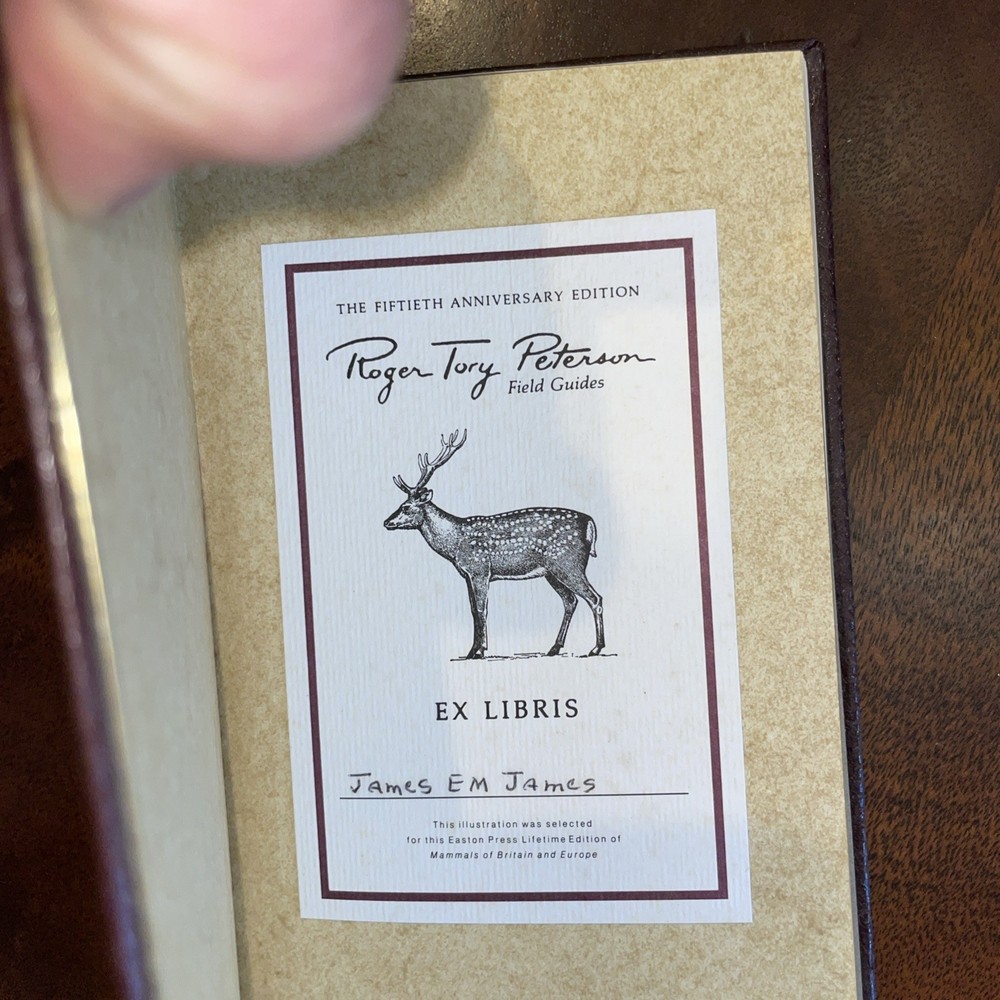 THE FIFTIETH ANNIVERSARY EDITION
Roger Tory Peterson
Field Guides
EX LIBRIS
James EM James
This illustration was selected
for this Easton Press Lifetime Edition of
Mammals of Britain and Europe